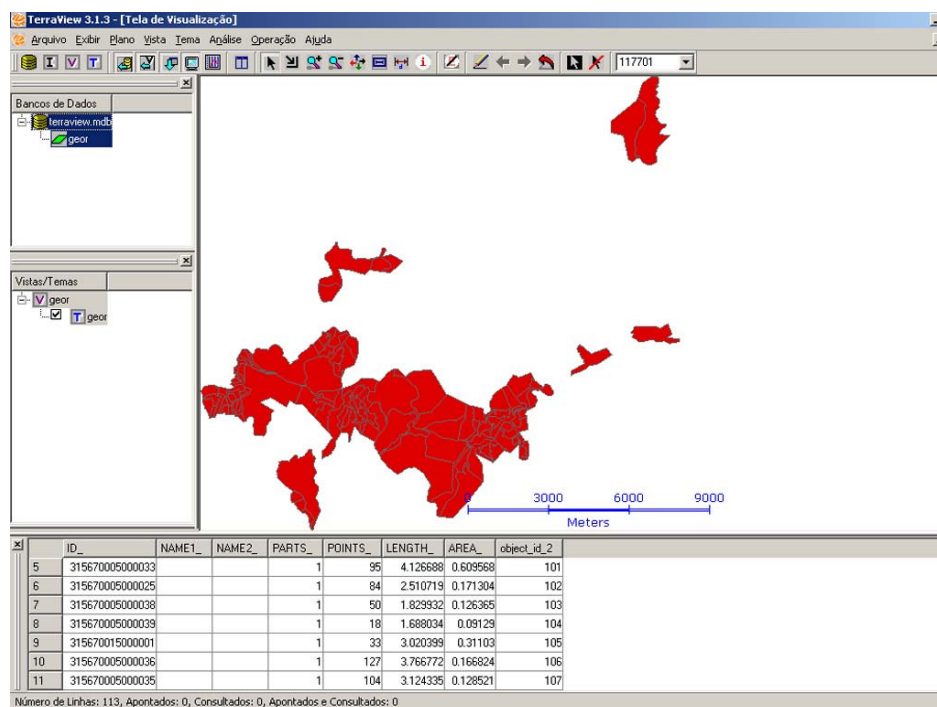 TerraView 3.1.3 - [Tela de Visualização]
Arquivo Exibir Plano Vista Tema Análise Operação Ajuda
I V T 117701
Bancos de Dados
terraview.mdb
geor
Vistas/Temas
V geor
T geor
0 3000 6000 9000
Meters
ID_ NAME1_ NAME2_ PARTS_ POINTS_ LENGTH_ AREA_ object_id_2
5 315670005000033 1 95 4.126688 0.609568 101
6 315670005000025 1 84 2.510719 0.171304 102
7 315670005000038 1 50 1.829932 0.126365 103
8 315670005000039 1 18 1.688034 0.09129 104
9 315670015000001 1 33 3.020399 0.31103 105
10 315670005000036 1 127 3.766772 0.166824 106
11 315670005000035 1 104 3.124335 0.128521 107
Número de Linhas: 113, Apontados: 0, Consultados: 0, Apontados e Consultados: 0